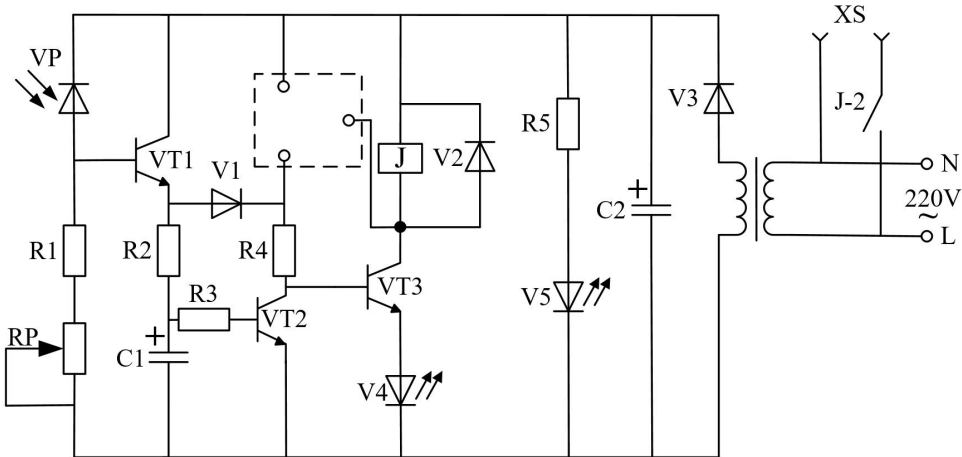 XS
VP
V3
J-2
R5
VT1
V1
J
V2
N
C2
220V
~
R1
R2
R4
L
VT3
V5
R3
VT2
RP
C1
V4